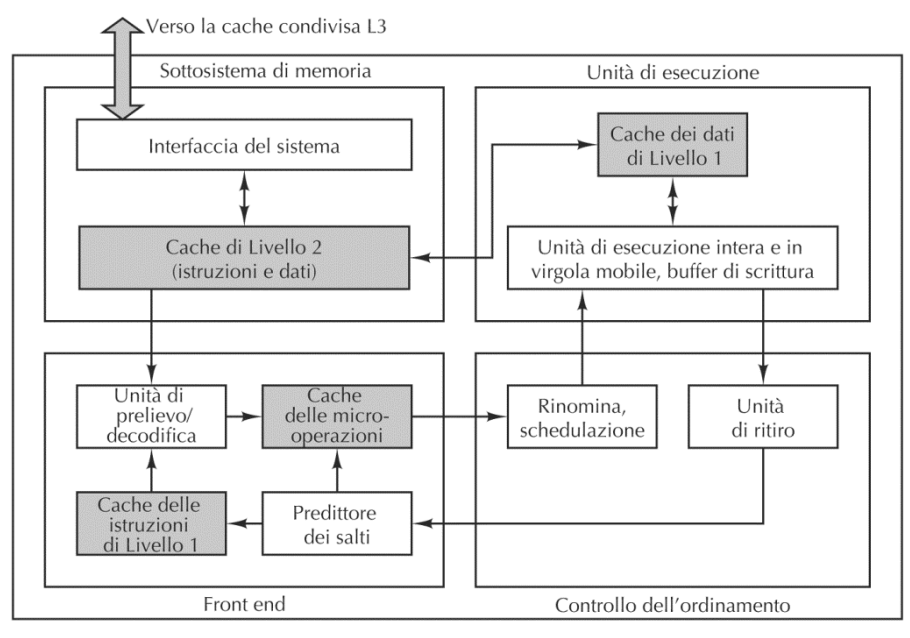 Verso la cache condivisa L3
Sottosistema di memoria
Unità di esecuzione
Interfaccia del sistema
Cache dei dati
di Livello 1
Cache di Livello 2
(istruzioni e dati)
Unità di esecuzione intera e in
virgola mobile, buffer di scrittura
Unità di
prelievo/
decodifica
Cache
delle micro-
operazioni
Rinomina,
schedulazione
Unità
di ritiro
Cache delle
istruzioni
di Livello 1
Predittore
dei salti
Front end
Controllo dell'ordinamento